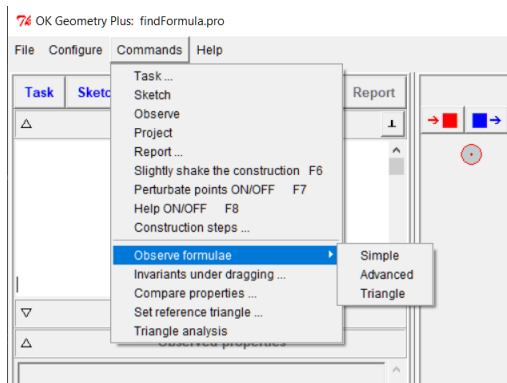 OK Geometry Plus: findFormula.pro
File Configure Commands Help
Task Report
Task ...
Sketch
Observe
Project
Report ...
Slightly shake the construction F6
Perturbate points ON/OFF F7
Help ON/OFF F8
Construction steps ...
Observe formulae
Simple
Advanced
Triangle
Invariants under dragging ...
Compare properties ...
Set reference triangle ...
Triangle analysis